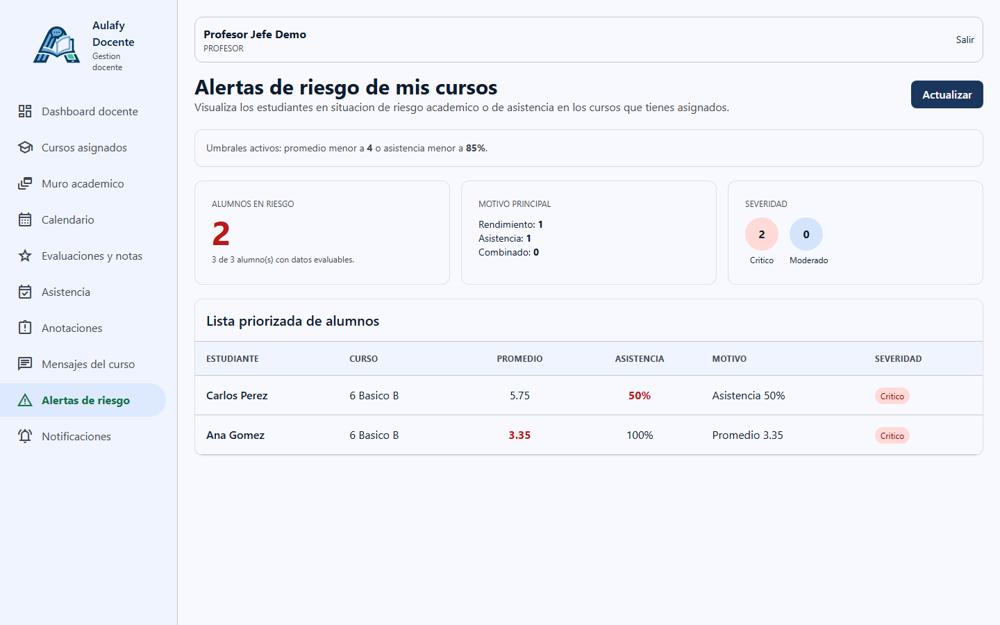 Aulafy
Docente
Gestion
docente
Dashboard docente
Cursos asignados
Muro academico
Calendario
Evaluaciones y notas
Asistencia
Anotaciones
Mensajes del curso
Alertas de riesgo
Notificaciones
Profesor Jefe Demo
PROFESOR
Salir
Alertas de riesgo de mis cursos
Visualiza los estudiantes en situacion de riesgo academico o de asistencia en los cursos que tienes asignados.
Actualizar
Umbrales activos: promedio menor a 4 o asistencia menor a 85%.
ALUMNOS EN RIESGO
2
3 de 3 alumno(s) con datos evaluables.
MOTIVO PRINCIPAL
Rendimiento: 1
Asistencia: 1
Combinado: 0
SEVERIDAD
2 0
Critico Moderado
Lista priorizada de alumnos
ESTUDIANTE CURSO PROMEDIO ASISTENCIA MOTIVO SEVERIDAD
Carlos Perez 6 Basico B 5.75 50% Asistencia 50% Critico
Ana Gomez 6 Basico B 3.35 100% Promedio 3.35 Critico